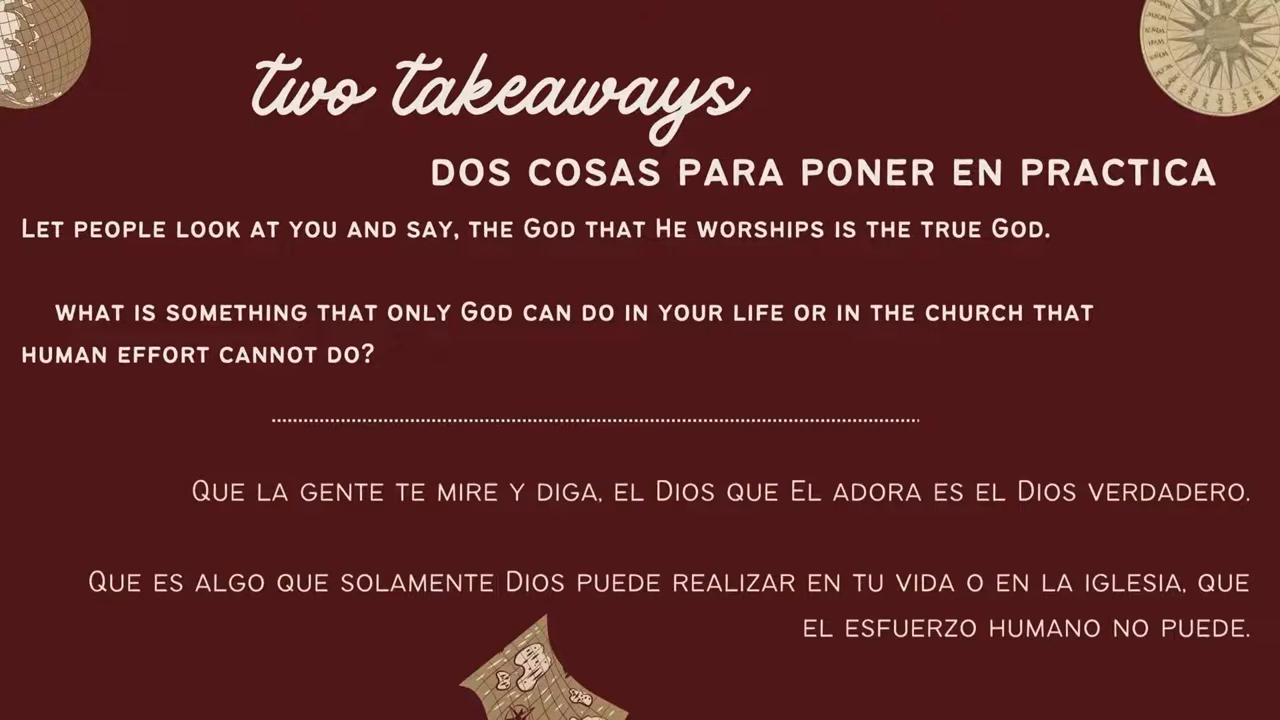 two takeaways
DOS COSAS PARA PONER EN PRACTICA
LET PEOPLE LOOK AT YOU AND SAY, THE GOD THAT HE WORSHIPS IS THE TRUE GOD.
WHAT IS SOMETHING THAT ONLY GOD CAN DO IN YOUR LIFE OR IN THE CHURCH THAT
HUMAN EFFORT CANNOT DO?
QUE LA GENTE TE MIRE Y DIGA, EL DIOS QUE EL ADORA ES EL DIOS VERDADERO.
QUE ES ALGO QUE SOLAMENTE DIOS PUEDE REALIZAR EN TU VIDA O EN LA IGLESIA, QUE
EL ESFUERZO HUMANO NO PUEDE.